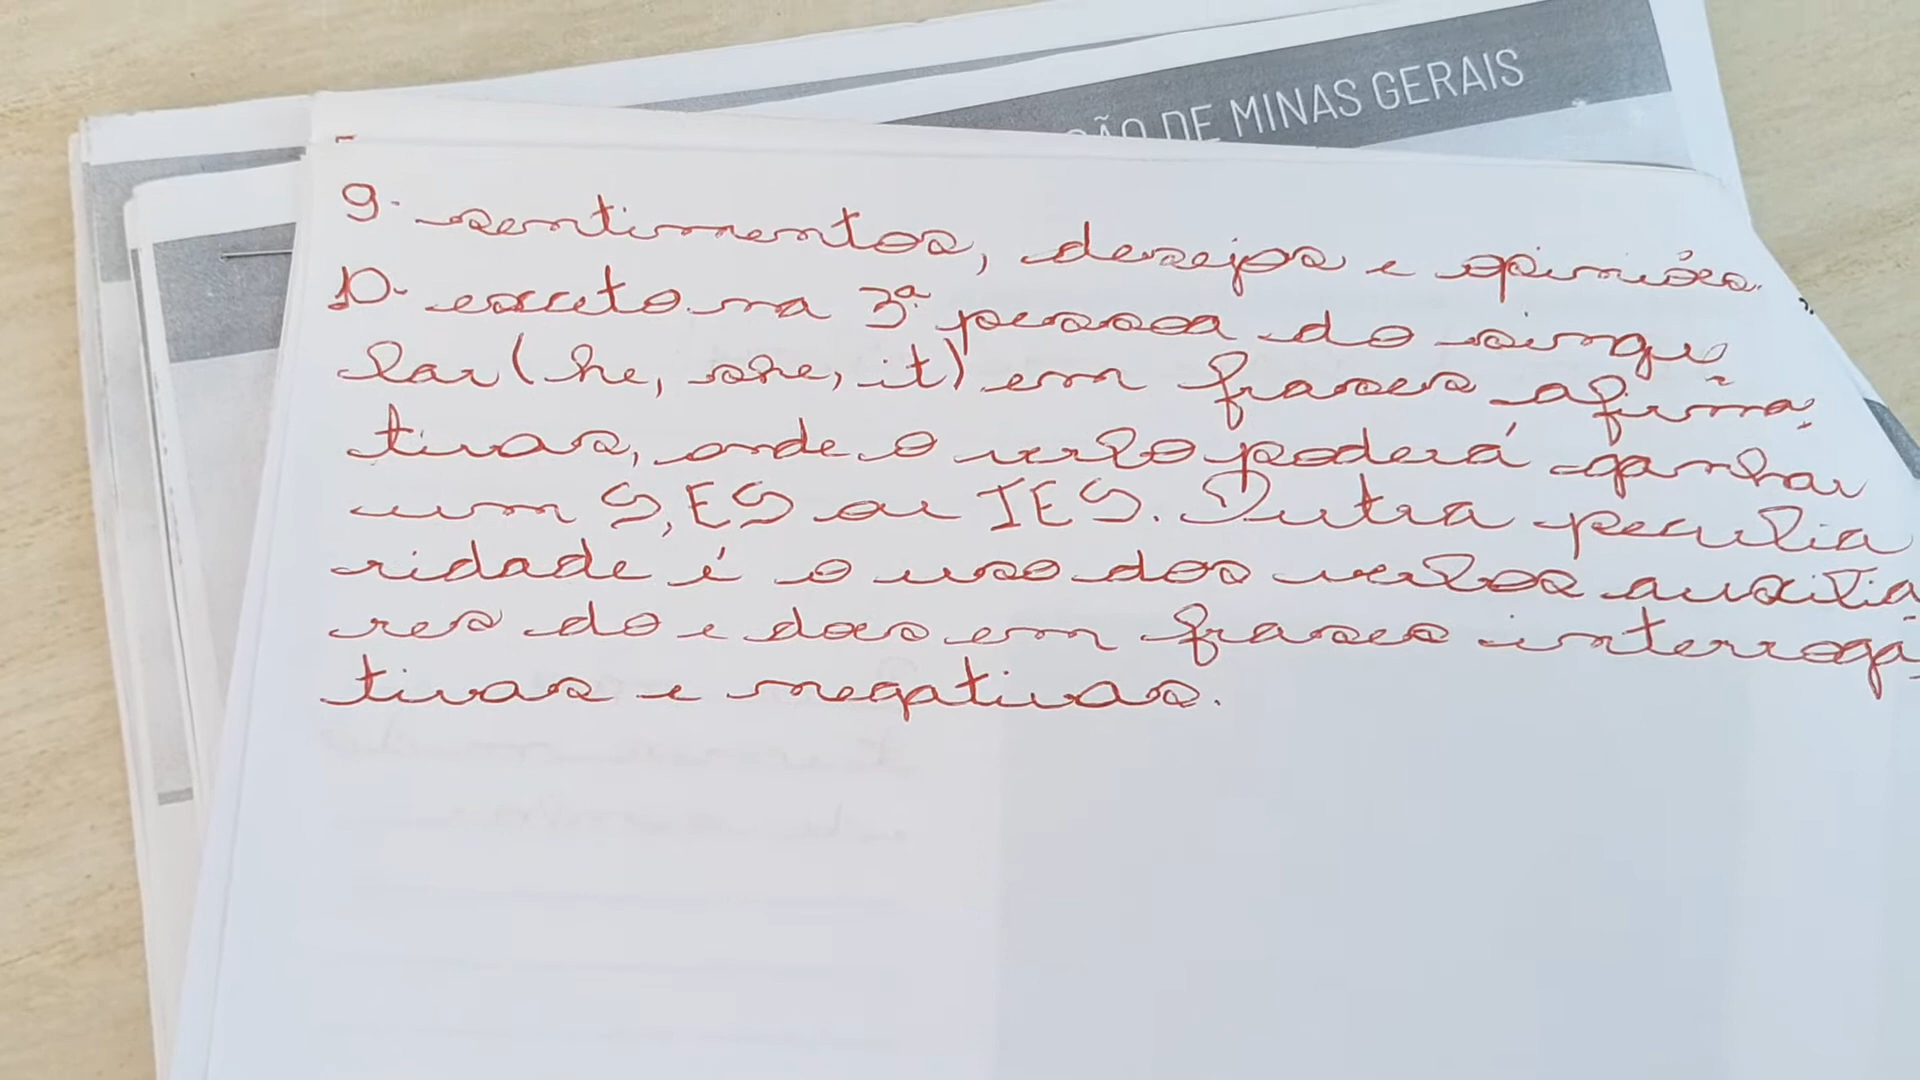 ÃO DE MINAS GERAIS
9. sentimentos, desejos e opiniões.
10. exceto na 3ª pessoa do singu
lar (he, she, it) em frases afirma
tivas, onde o verbo poderá ganhar
um S, ES ou IES. Outra peculia
ridade é o uso dos verbos auxilia
res do e does em frases interroga
tivas e negativas.